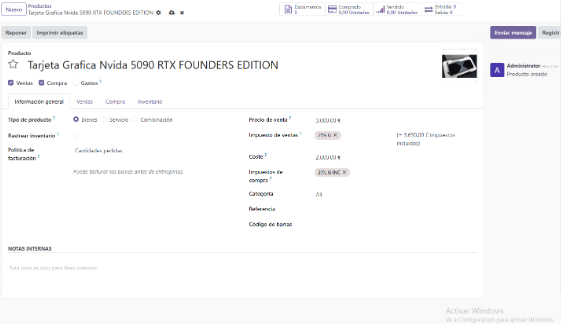 Nuevo
Productos
Tarjeta Grafica Nvida 5090 RTX FOUNDERS EDITION
Documentos
0
Comprado
0,00 Unidades
Vendido
0,00 Unidades
Entrada: 0
Salida: 0
Reponer
Imprimir etiquetas
Enviar mensaje
Registr
Producto
Tarjeta Grafica Nvida 5090 RTX FOUNDERS EDITION
Ventas
Compra
Gastos ?
Administrator
Producto creado
Información general
Ventas
Compra
Inventario
Tipo de producto ?
Bienes
Servicio
Combinación
Rastrear inventario ?
Política de
facturación ?
Cantidades pedidas
Puede facturar los bienes antes de entregarlos.
Precio de venta ?
3.000,00 €
Impuesto de ventas ?
21% G ×
(= 3.630,00 € impuestos
incluidos)
Coste ?
2.000,00 €
Impuestos de
compra ?
Categoría
All
Referencia
Código de barras
NOTAS INTERNAS
Esta nota es solo para fines internos.
Activar Windows
Ve a Configuración para activar Windows.